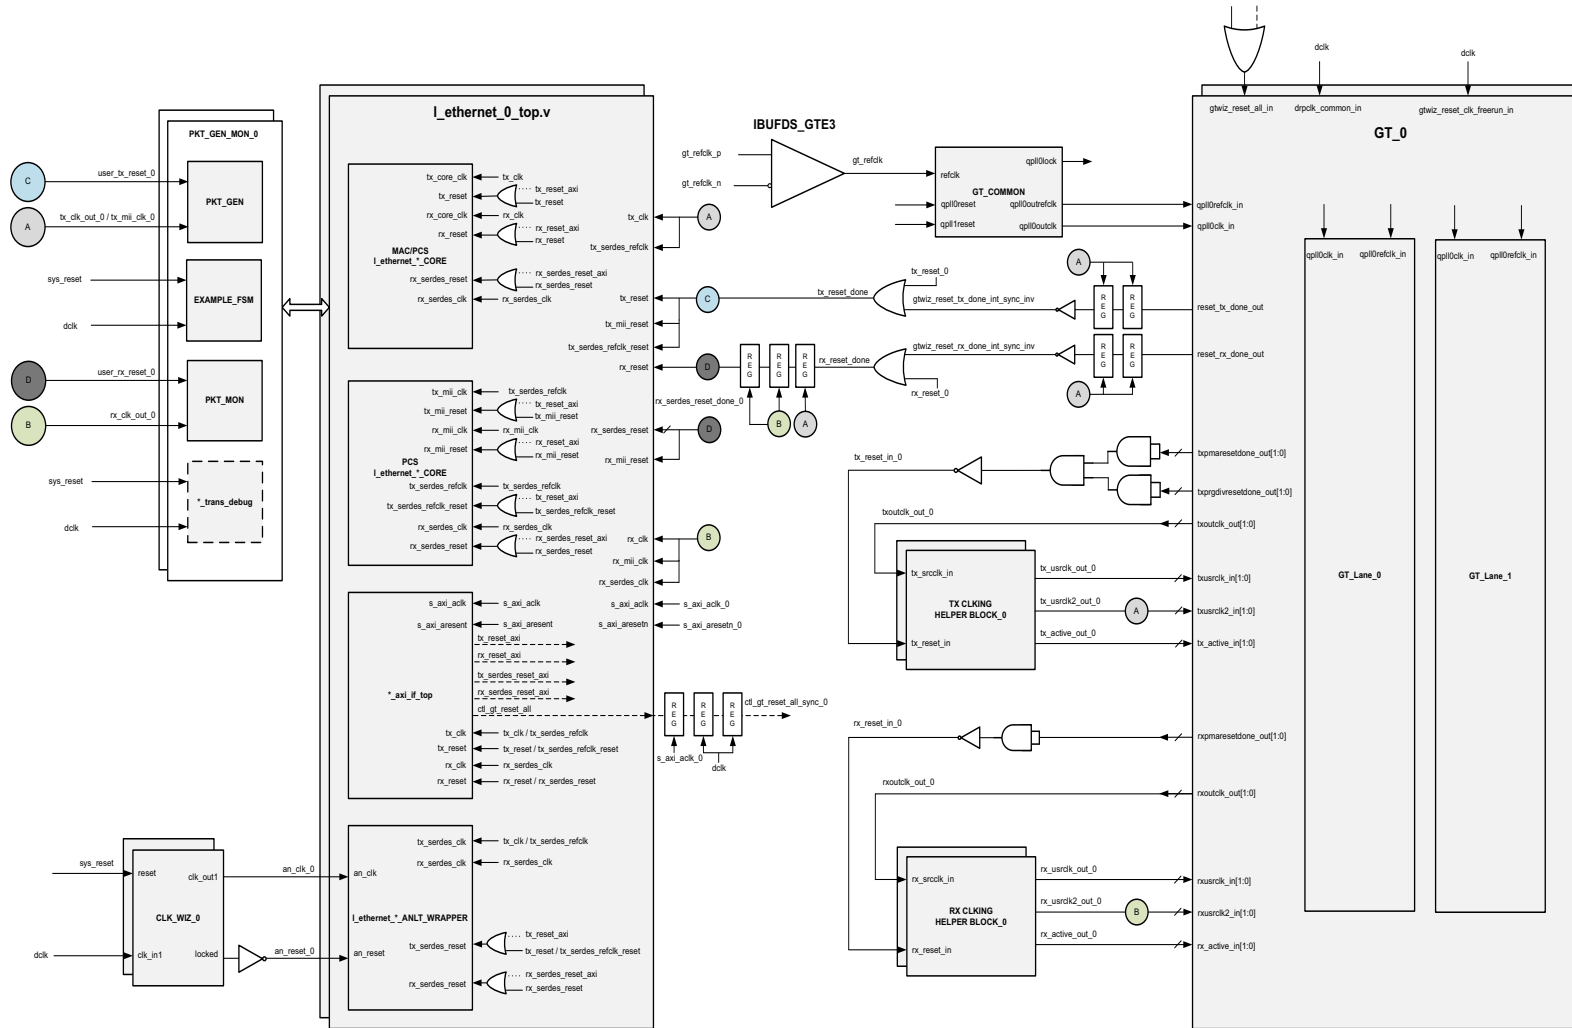 PKT_GEN_MON_0
C
user_tx_reset_0
PKT_GEN
A
tx_clk_out_0 / tx_mii_clk_0
sys_reset
EXAMPLE_FSM
dclk
D
user_rx_reset_0
PKT_MON
B
rx_clk_out_0
sys_reset
*_trans_debug
dclk
sys_reset
reset
clk_out1
an_clk_0
CLK_WIZ_0
dclk
clk_in1
locked
an_reset_0
l_ethernet_0_top.v
MAC/PCS
l_ethernet_*_CORE
tx_core_clk
tx_clk
tx_reset
tx_reset_axi
tx_reset
rx_core_clk
rx_clk
rx_reset
rx_reset_axi
rx_reset
rx_serdes_reset
rx_serdes_reset_axi
rx_serdes_reset
rx_serdes_clk
rx_serdes_clk
PCS
l_ethernet_*_CORE
tx_mii_clk
tx_serdes_refclk
tx_mii_reset
tx_reset_axi
tx_mii_reset
rx_mii_clk
rx_mii_clk
rx_mii_reset
rx_reset_axi
rx_mii_reset
tx_serdes_refclk
tx_serdes_refclk
tx_serdes_refclk_reset
tx_reset_axi
tx_serdes_refclk_reset
rx_serdes_clk
rx_serdes_clk
rx_serdes_reset
rx_serdes_reset_axi
rx_serdes_reset
*_axi_if_top
s_axi_aclk
s_axi_aclk
s_axi_aresent
s_axi_aresent
tx_reset_axi
rx_reset_axi
tx_serdes_reset_axi
rx_serdes_reset_axi
ctl_gt_reset_all
tx_clk
tx_clk / tx_serdes_refclk
tx_reset
tx_reset / tx_serdes_refclk_reset
rx_clk
rx_serdes_clk
rx_reset
rx_reset / rx_serdes_reset
l_ethernet_*_ANLT_WRAPPER
tx_serdes_clk
tx_clk / tx_serdes_refclk
rx_serdes_clk
rx_serdes_clk
an_clk
an_reset
tx_serdes_reset
tx_reset_axi
tx_reset / tx_serdes_refclk_reset
rx_serdes_reset
rx_serdes_reset_axi
rx_serdes_reset
tx_clk
A
tx_serdes_refclk
tx_reset
C
tx_mii_reset
tx_serdes_refclk_reset
rx_reset
D
rx_serdes_reset
D
rx_mii_reset
rx_clk
B
rx_mii_clk
rx_serdes_clk
s_axi_aclk
s_axi_aclk_0
s_axi_aresetn
s_axi_aresetn_0
REG
REG
REG
ctl_gt_reset_all_sync_0
s_axi_aclk_0
dclk
IBUFDS_GTE3
gt_refclk_p
gt_refclk_n
gt_refclk
GT_COMMON
refclk
qpll0reset
qpll1reset
qpll0lock
qpll0outrefclk
qpll0outclk
tx_reset_done
tx_reset_0
gtwiz_reset_tx_done_int_sync_inv
A
REG
REG
REG
REG
REG
rx_reset_done
gtwiz_reset_rx_done_int_sync_inv
rx_reset_0
REG
REG
A
rx_serdes_reset_done_0
B
A
tx_reset_in_0
txoutclk_out_0
tx_srcclk_in
TX CLKING
HELPER BLOCK_0
tx_reset_in
tx_usrclk_out_0
tx_usrclk2_out_0
A
tx_active_out_0
rx_reset_in_0
rxoutclk_out_0
rx_srcclk_in
RX CLKING
HELPER BLOCK_0
rx_reset_in
rx_usrclk_out_0
rx_usrclk2_out_0
B
rx_active_out_0
dclk
dclk
gtwiz_reset_all_in
drpclk_common_in
gtwiz_reset_clk_freerun_in
GT_0
qpll0refclk_in
qpll0clk_in
reset_tx_done_out
reset_rx_done_out
txpmaresetdone_out[1:0]
txprgdivresetdone_out[1:0]
txoutclk_out[1:0]
txusrclk_in[1:0]
txusrclk2_in[1:0]
tx_active_in[1:0]
rxpmaresetdone_out[1:0]
rxoutclk_out[1:0]
rxusrclk_in[1:0]
rxusrclk2_in[1:0]
rx_active_in[1:0]
qpll0clk_in
qpll0refclk_in
GT_Lane_0
qpll0clk_in
qpll0refclk_in
GT_Lane_1